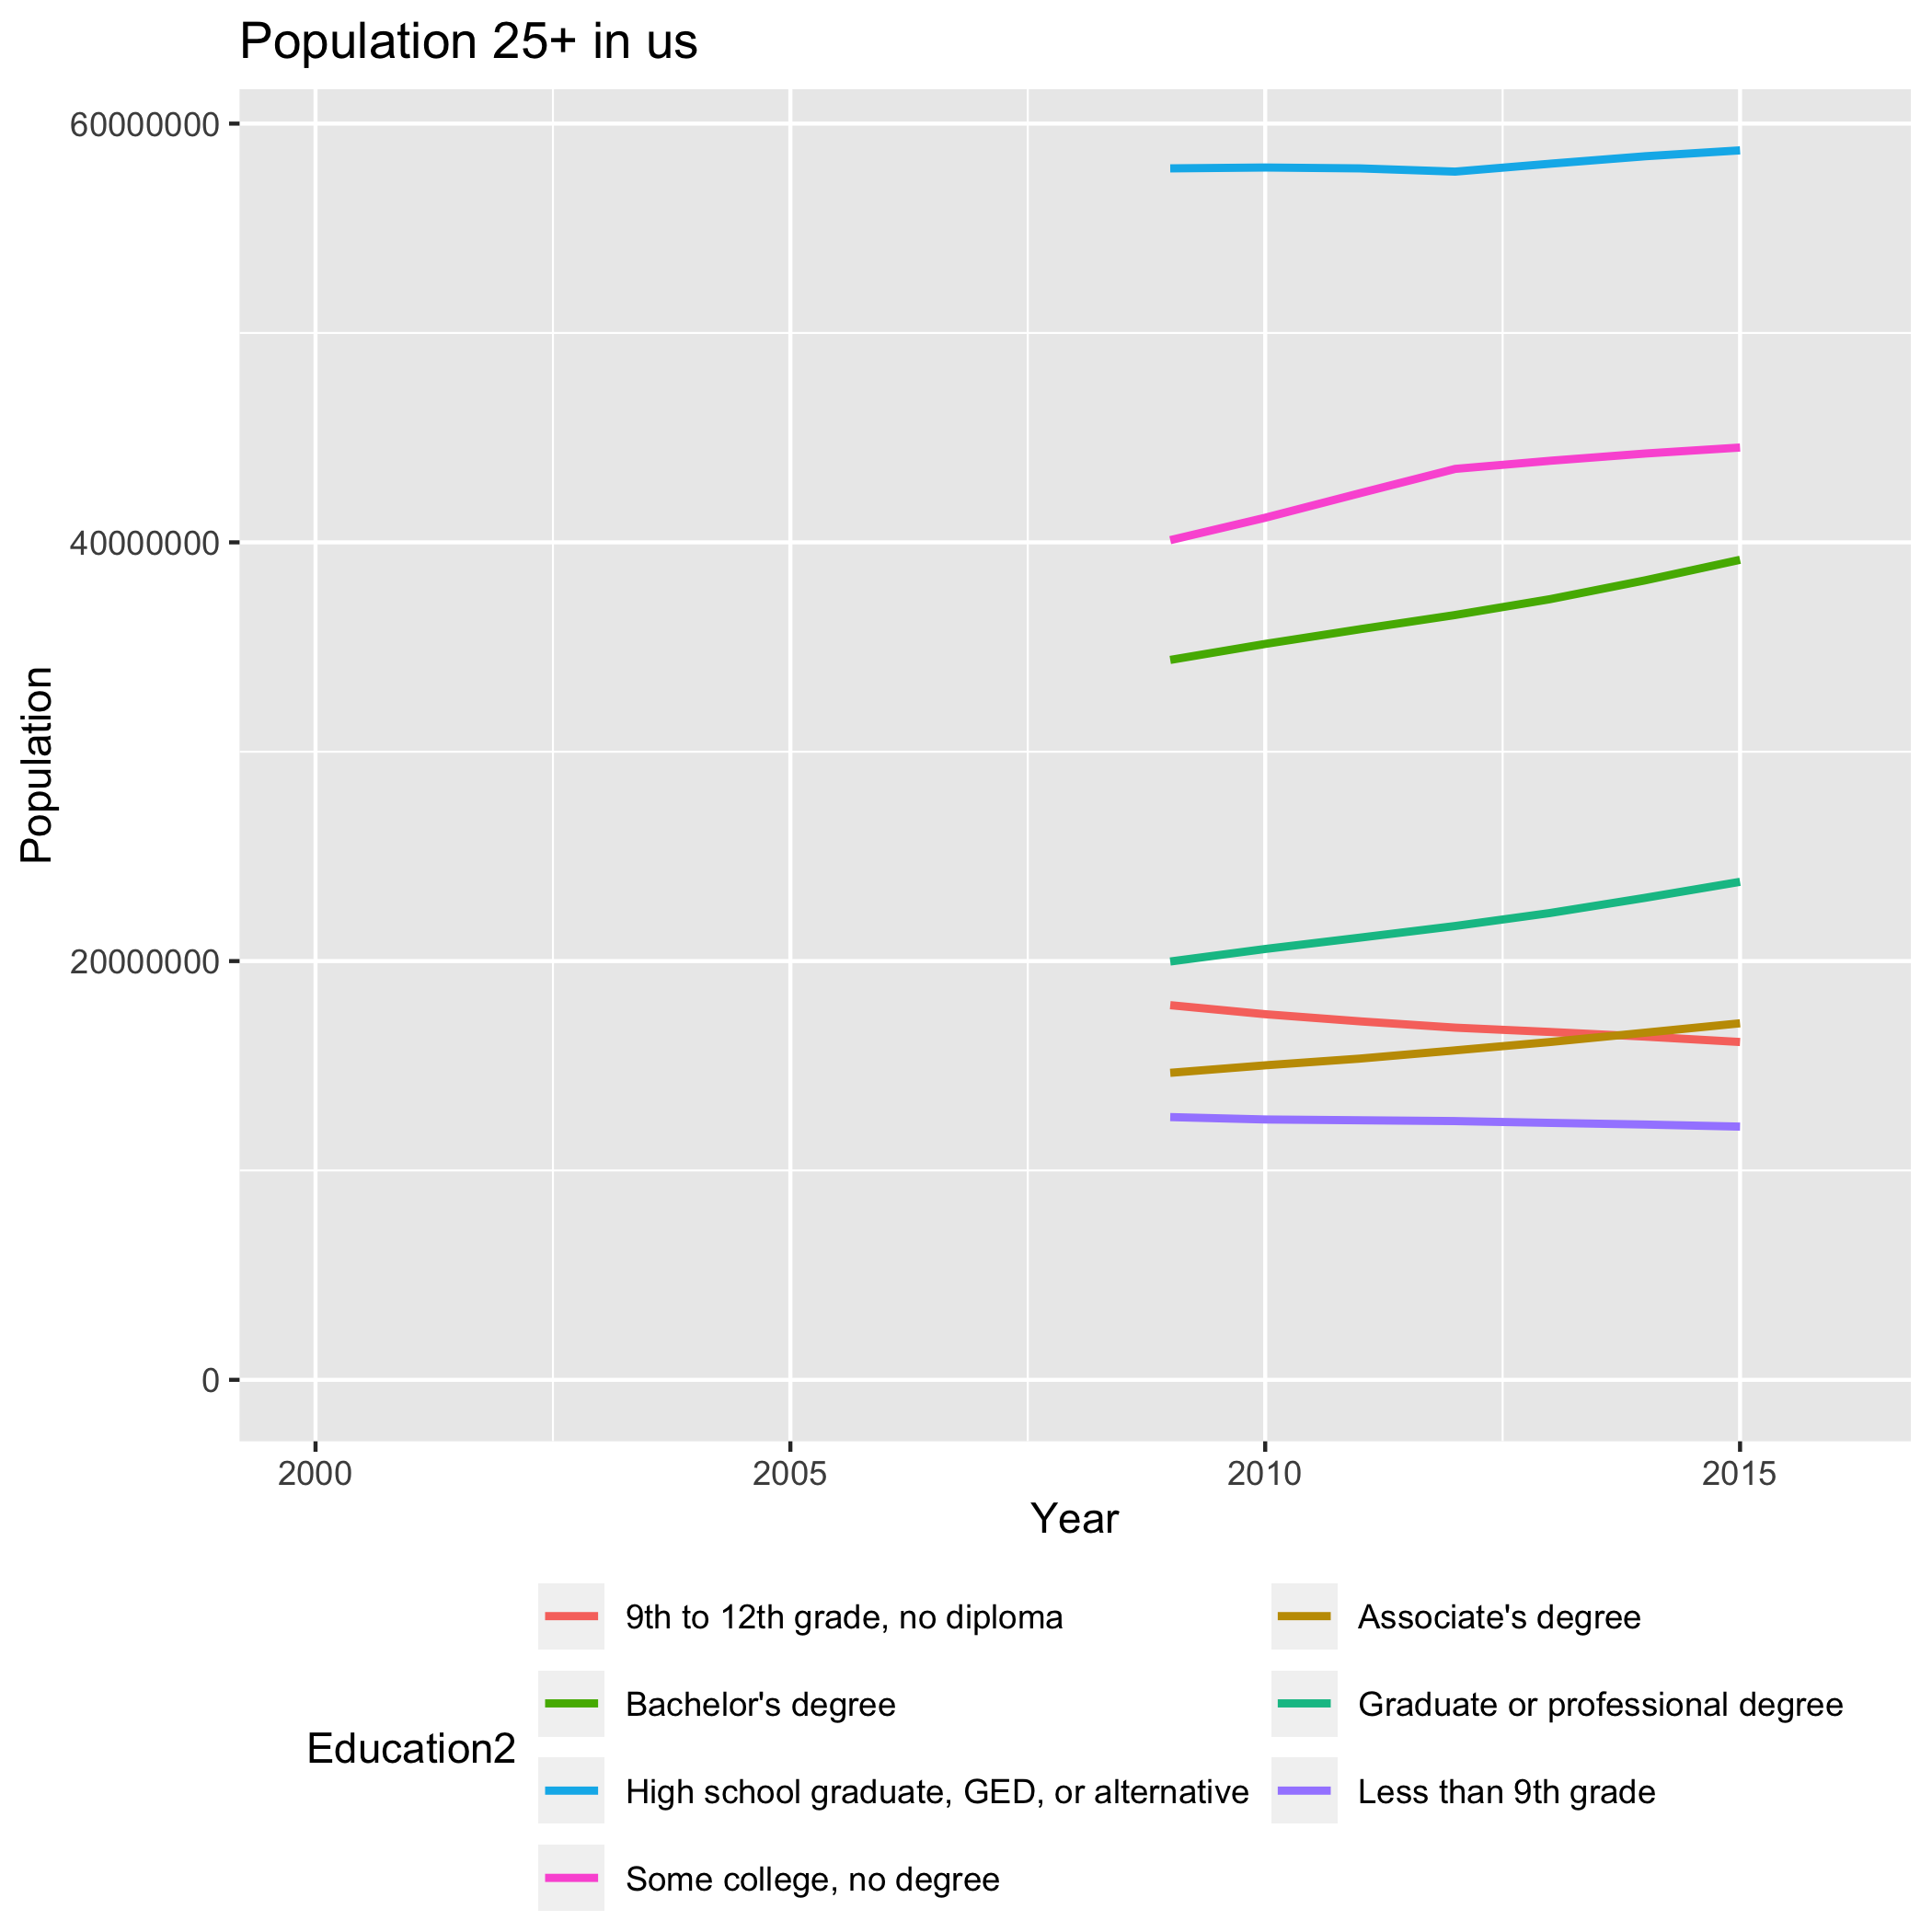 Population 25+ in us
60000000
40000000
20000000
0
Population
2000 2005 2010 2015
Year
Education2
9th to 12th grade, no diploma
Bachelor's degree
High school graduate, GED, or alternative
Some college, no degree
Associate's degree
Graduate or professional degree
Less than 9th grade